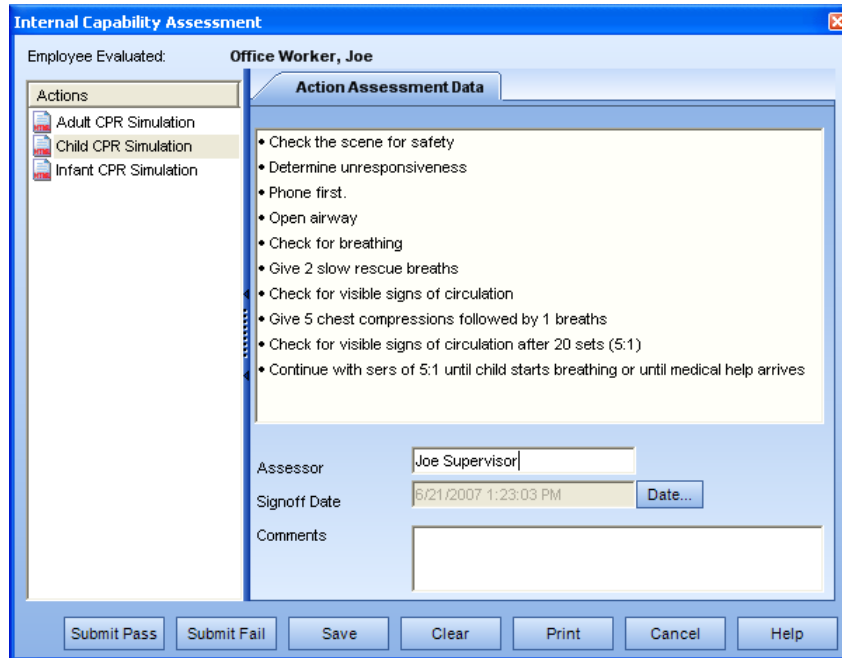 Internal Capability Assessment
Employee Evaluated: Office Worker, Joe
Actions
Adult CPR Simulation
Child CPR Simulation
Infant CPR Simulation
Action Assessment Data
• Check the scene for safety
• Determine unresponsiveness
• Phone first.
• Open airway
• Check for breathing
• Give 2 slow rescue breaths
• Check for visible signs of circulation
• Give 5 chest compressions followed by 1 breaths
• Check for visible signs of circulation after 20 sets (5:1)
• Continue with sers of 5:1 until child starts breathing or until medical help arrives
Assessor Joe Supervisor
Signoff Date 6/21/2007 1:23:03 PM Date...
Comments
Submit Pass Submit Fail Save Clear Print Cancel Help